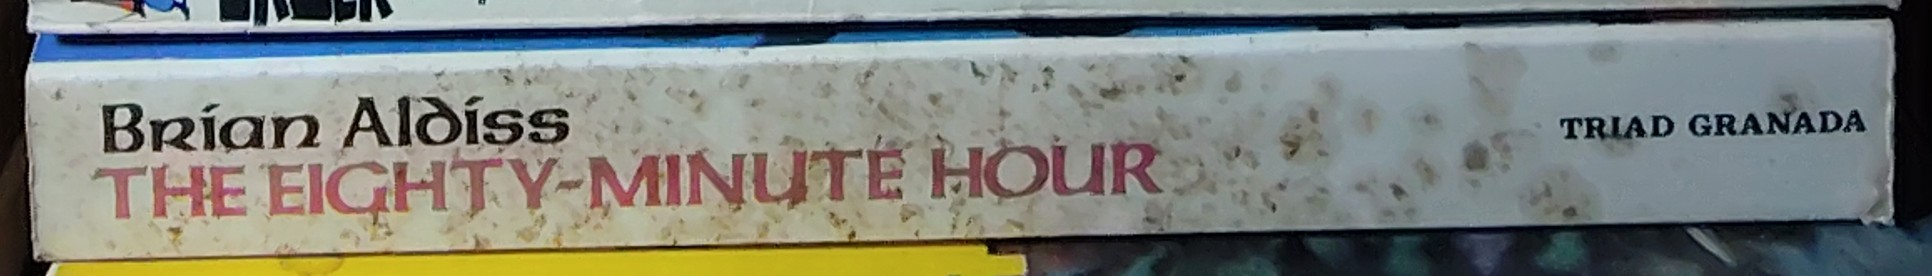 Brian Aldiss
THE EIGHTY-MINUTE HOUR
TRIAD GRANADA